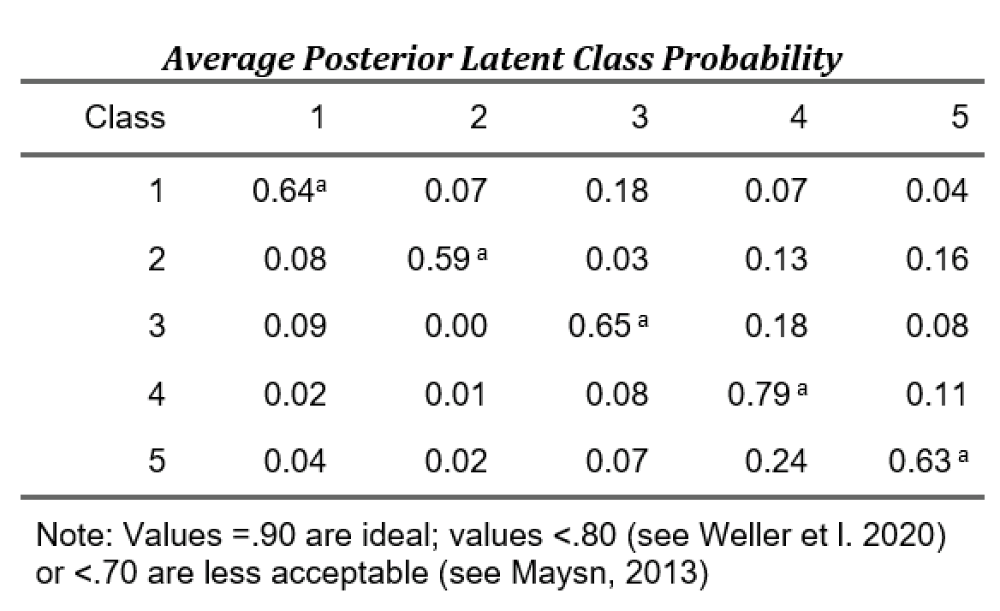 Average Posterior Latent Class Probability
Class 1 2 3 4 5
1 0.64ᵃ 0.07 0.18 0.07 0.04
2 0.08 0.59 ᵃ 0.03 0.13 0.16
3 0.09 0.00 0.65 ᵃ 0.18 0.08
4 0.02 0.01 0.08 0.79 ᵃ 0.11
5 0.04 0.02 0.07 0.24 0.63 ᵃ
Note: Values =.90 are ideal; values <.80 (see Weller et l. 2020)
or <.70 are less acceptable (see Maysn, 2013)